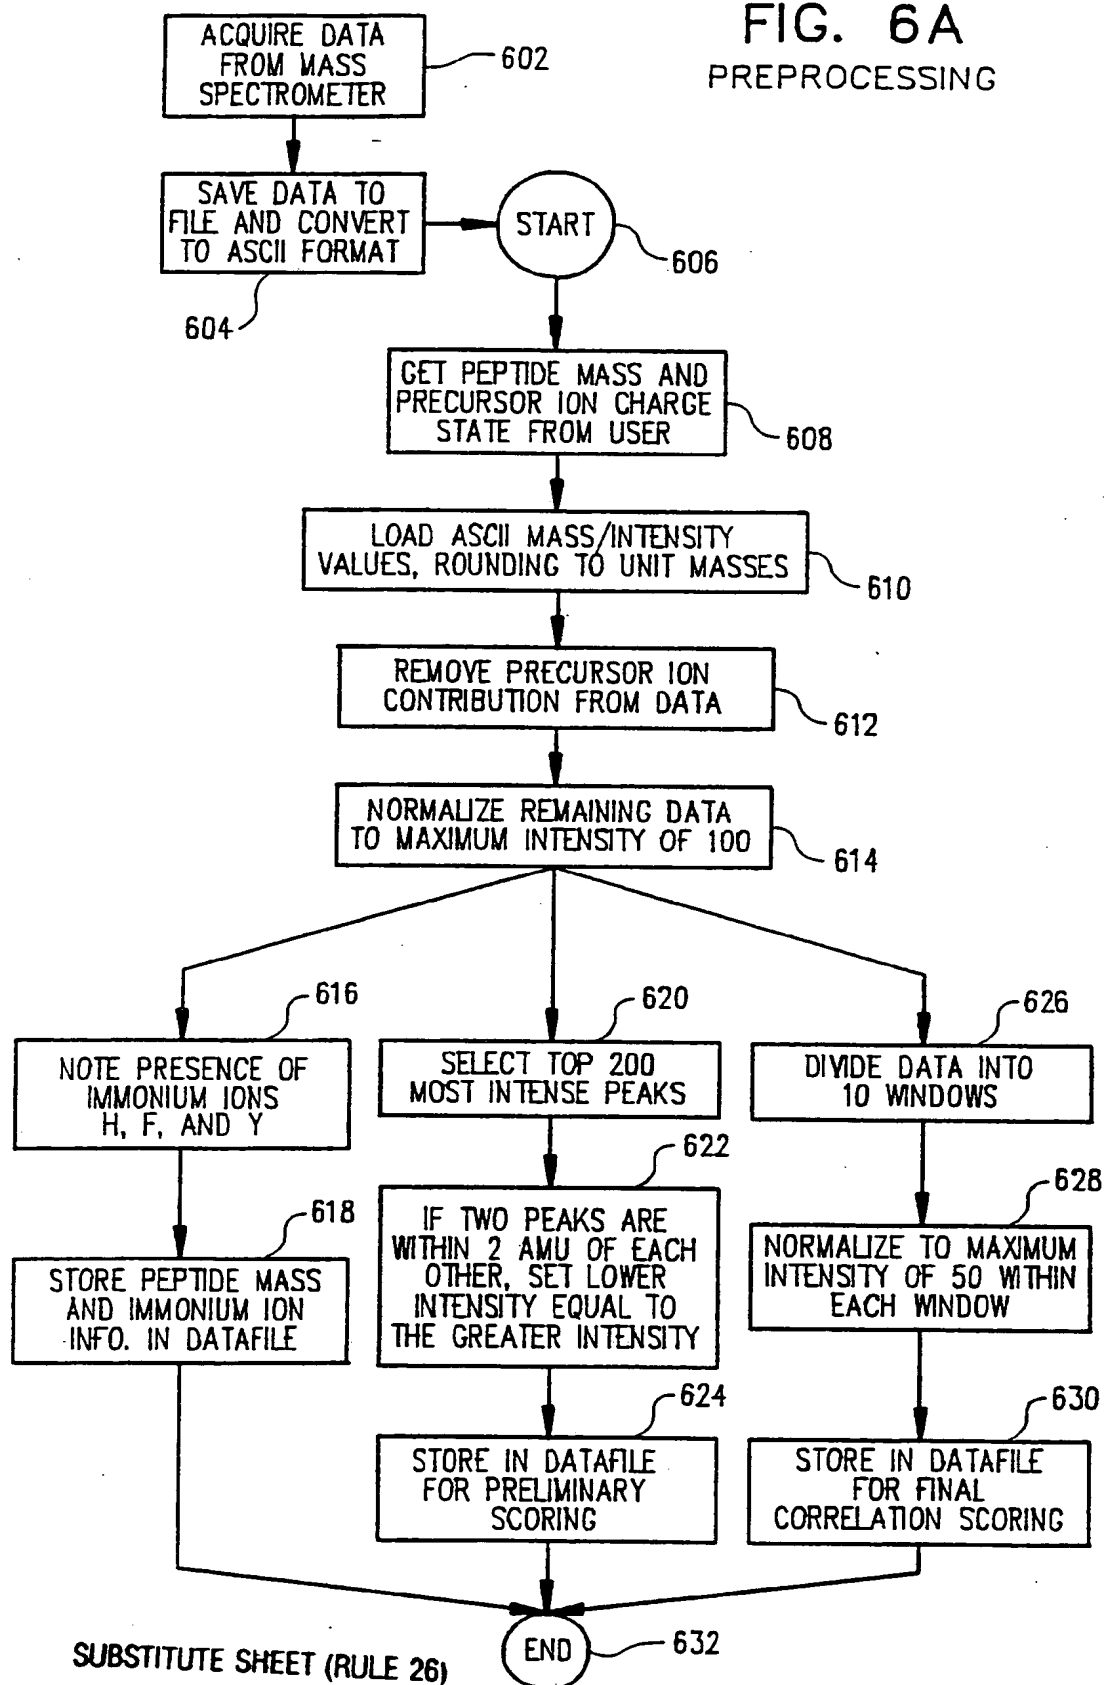 FIG. 6A
PREPROCESSING
ACQUIRE DATA
FROM MASS
SPECTROMETER
602
SAVE DATA TO
FILE AND CONVERT
TO ASCII FORMAT
604
START
606
GET PEPTIDE MASS AND
PRECURSOR ION CHARGE
STATE FROM USER
608
LOAD ASCII MASS/INTENSITY
VALUES, ROUNDING TO UNIT MASSES
610
REMOVE PRECURSOR ION
CONTRIBUTION FROM DATA
612
NORMALIZE REMAINING DATA
TO MAXIMUM INTENSITY OF 100
614
616
NOTE PRESENCE OF
IMMONIUM IONS
H, F, AND Y
618
STORE PEPTIDE MASS
AND IMMONIUM ION
INFO. IN DATAFILE
620
SELECT TOP 200
MOST INTENSE PEAKS
622
IF TWO PEAKS ARE
WITHIN 2 AMU OF EACH
OTHER, SET LOWER
INTENSITY EQUAL TO
THE GREATER INTENSITY
624
STORE IN DATAFILE
FOR PRELIMINARY
SCORING
626
DIVIDE DATA INTO
10 WINDOWS
628
NORMALIZE TO MAXIMUM
INTENSITY OF 50 WITHIN
EACH WINDOW
630
STORE IN DATAFILE
FOR FINAL
CORRELATION SCORING
END
632
SUBSTITUTE SHEET (RULE 26)